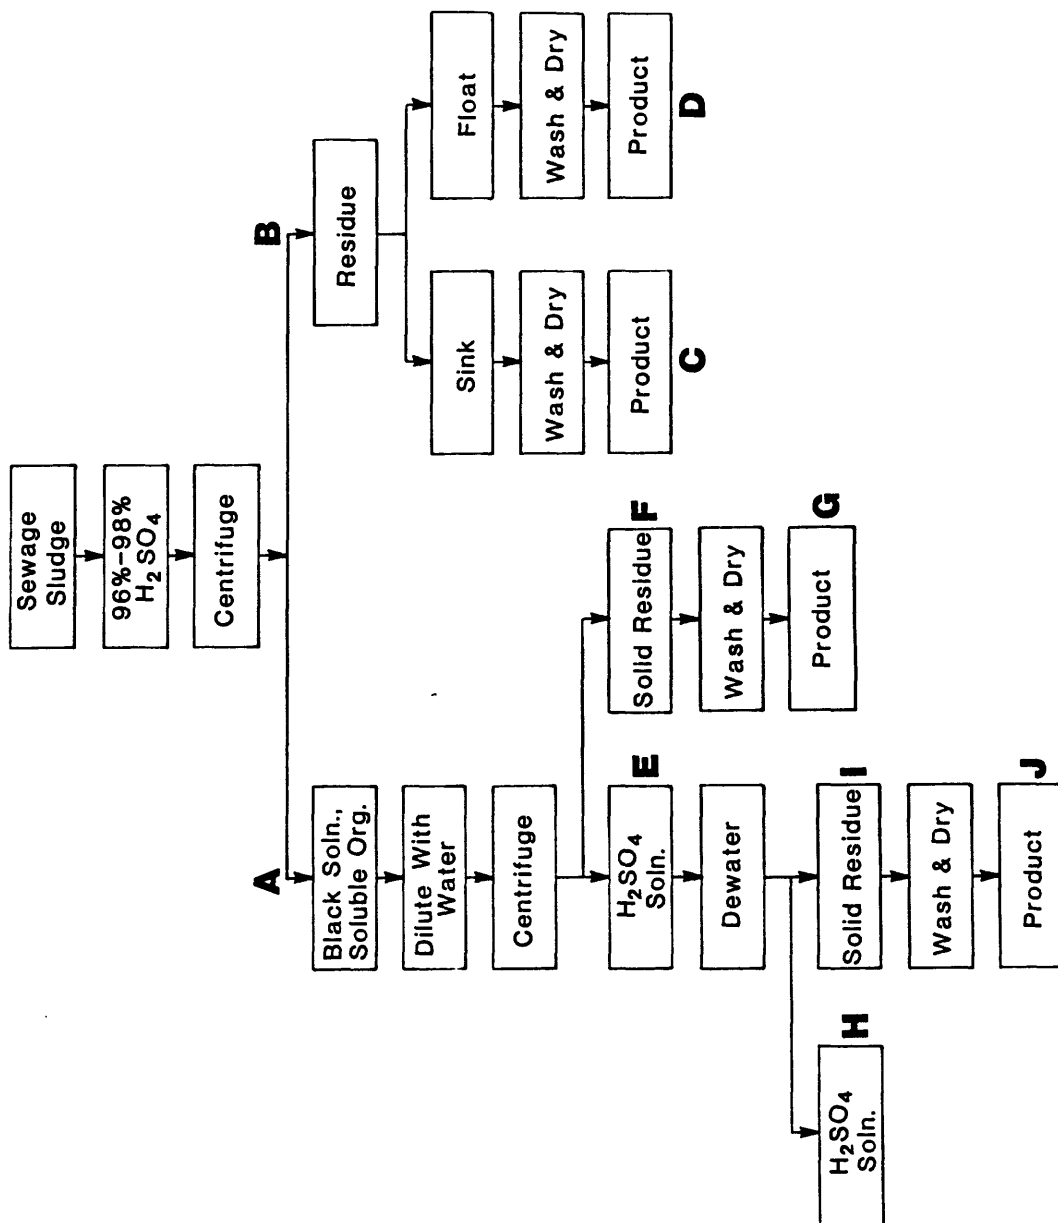 Sewage
Sludge
96%-98%
H₂SO₄
Centrifuge
A
B
Black Soln.,
Soluble Org.
Residue
Dilute With
Water
Sink
Float
Centrifuge
Wash & Dry
Wash & Dry
H₂SO₄
Soln.
E
Solid Residue
F
Product
C
Product
D
Dewater
Wash & Dry
H₂SO₄
Soln.
H
Solid Residue
I
Product
G
Wash & Dry
Product
J